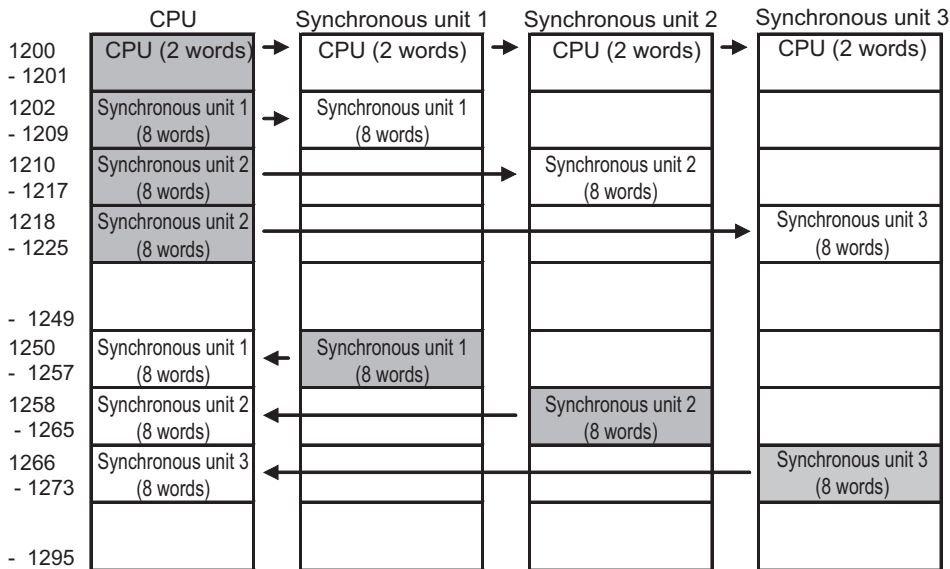 CPU Synchronous unit 1 Synchronous unit 2 Synchronous unit 3
1200 CPU (2 words) CPU (2 words) CPU (2 words) CPU (2 words)
- 1201
1202 Synchronous unit 1 Synchronous unit 1
- 1209 (8 words) (8 words)
1210 Synchronous unit 2 Synchronous unit 2
- 1217 (8 words) (8 words)
1218 Synchronous unit 2 Synchronous unit 3
- 1225 (8 words) (8 words)
- 1249
1250 Synchronous unit 1 Synchronous unit 1
- 1257 (8 words) (8 words)
1258 Synchronous unit 2 Synchronous unit 2
- 1265 (8 words) (8 words)
1266 Synchronous unit 3 Synchronous unit 3
- 1273 (8 words) (8 words)
- 1295